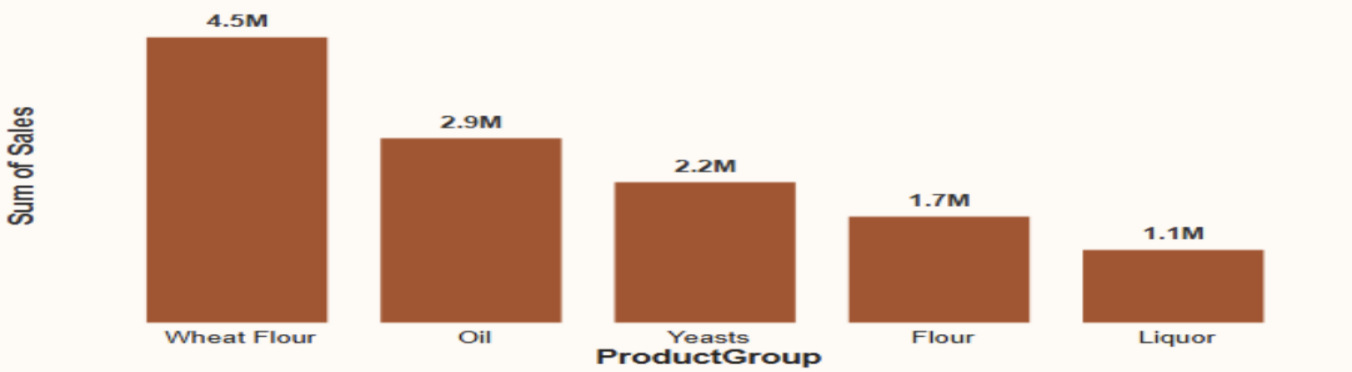 4.5M
2.9M
2.2M
1.7M
1.1M
Sum of Sales
Wheat Flour
Oil
Yeasts
Flour
Liquor
ProductGroup